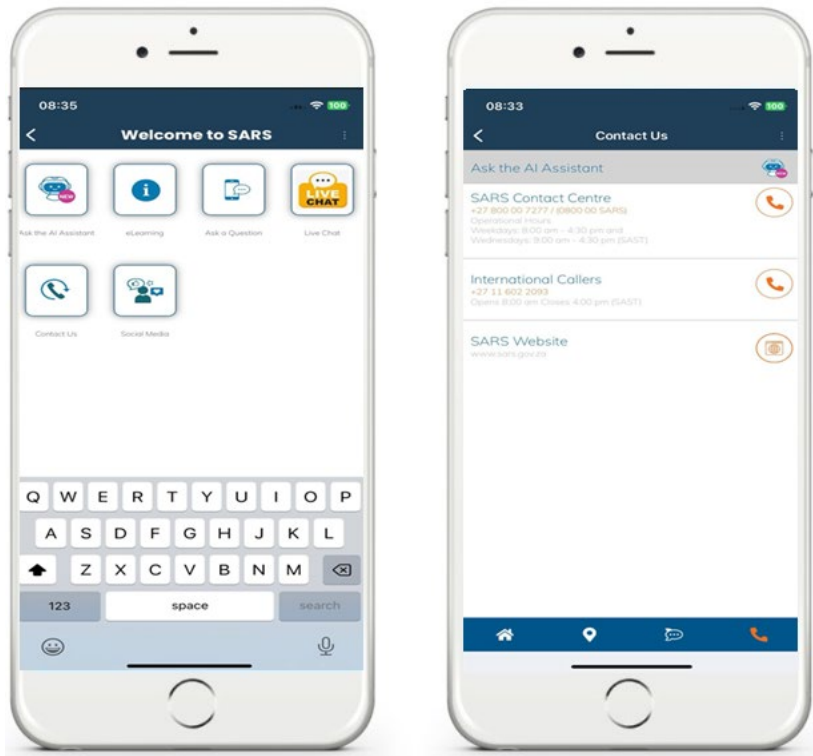 08:35
100
Welcome to SARS
NEW
LIVE
CHAT
Ask the AI Assistant
eLearning
Ask a Question
Live Chat
Contact Us
Social Media
Q W E R T Y U I O P
A S D F G H J K L
Z X C V B N M
123
space
search
08:33
100
Contact Us
Ask the AI Assistant
NEW
SARS Contact Centre
+27 800 00 7277 / (0800 00 SARS)
Operational Hours
Weekdays: 8:00 am - 4:30 pm and
Wednesdays: 9:00 am - 4:30 pm (SAST)
International Callers
+27 11 602 2093
Opens 8:00 am Closes 4:00 pm (SAST)
SARS Website
www.sars.gov.za